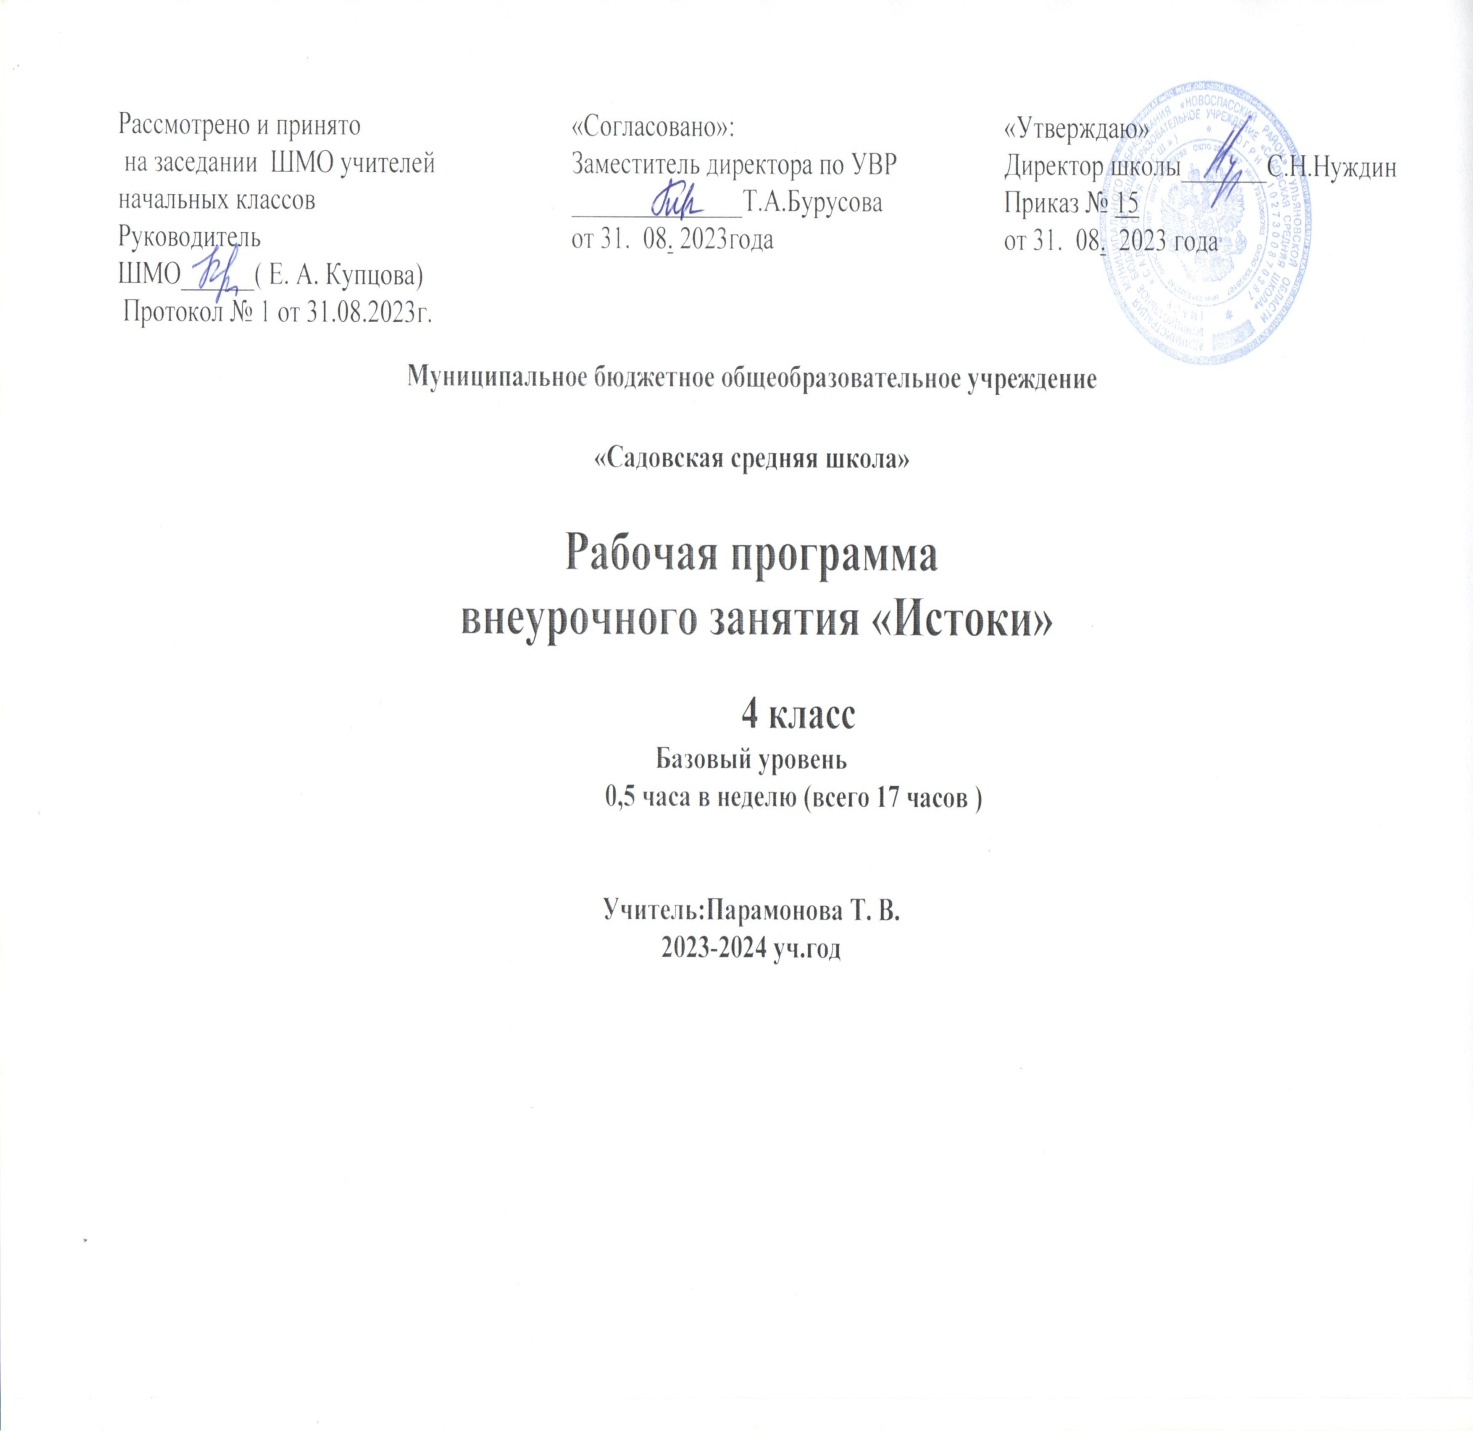 Рассмотрено и принято
на заседании ШМО учителей
начальных классов
Руководитель
ШМО______( Е. А. Купцова)
Протокол № 1 от 31.08.2023г.
«Согласовано»:
Заместитель директора по УВР
____________Т.А.Бурусова
от 31. 08. 2023года
«Утверждаю»
Директор школы______С.Н.Нуждин
Приказ № 15
от 31. 08. 2023 года
Муниципальное бюджетное общеобразовательное учреждение
«Садовская средняя школа»
Рабочая программа
внеурочного занятия «Истоки»
4 класс
Базовый уровень
0,5 часа в неделю (всего 17 часов )
Учитель:Парамонова Т. В.
2023-2024 уч.год